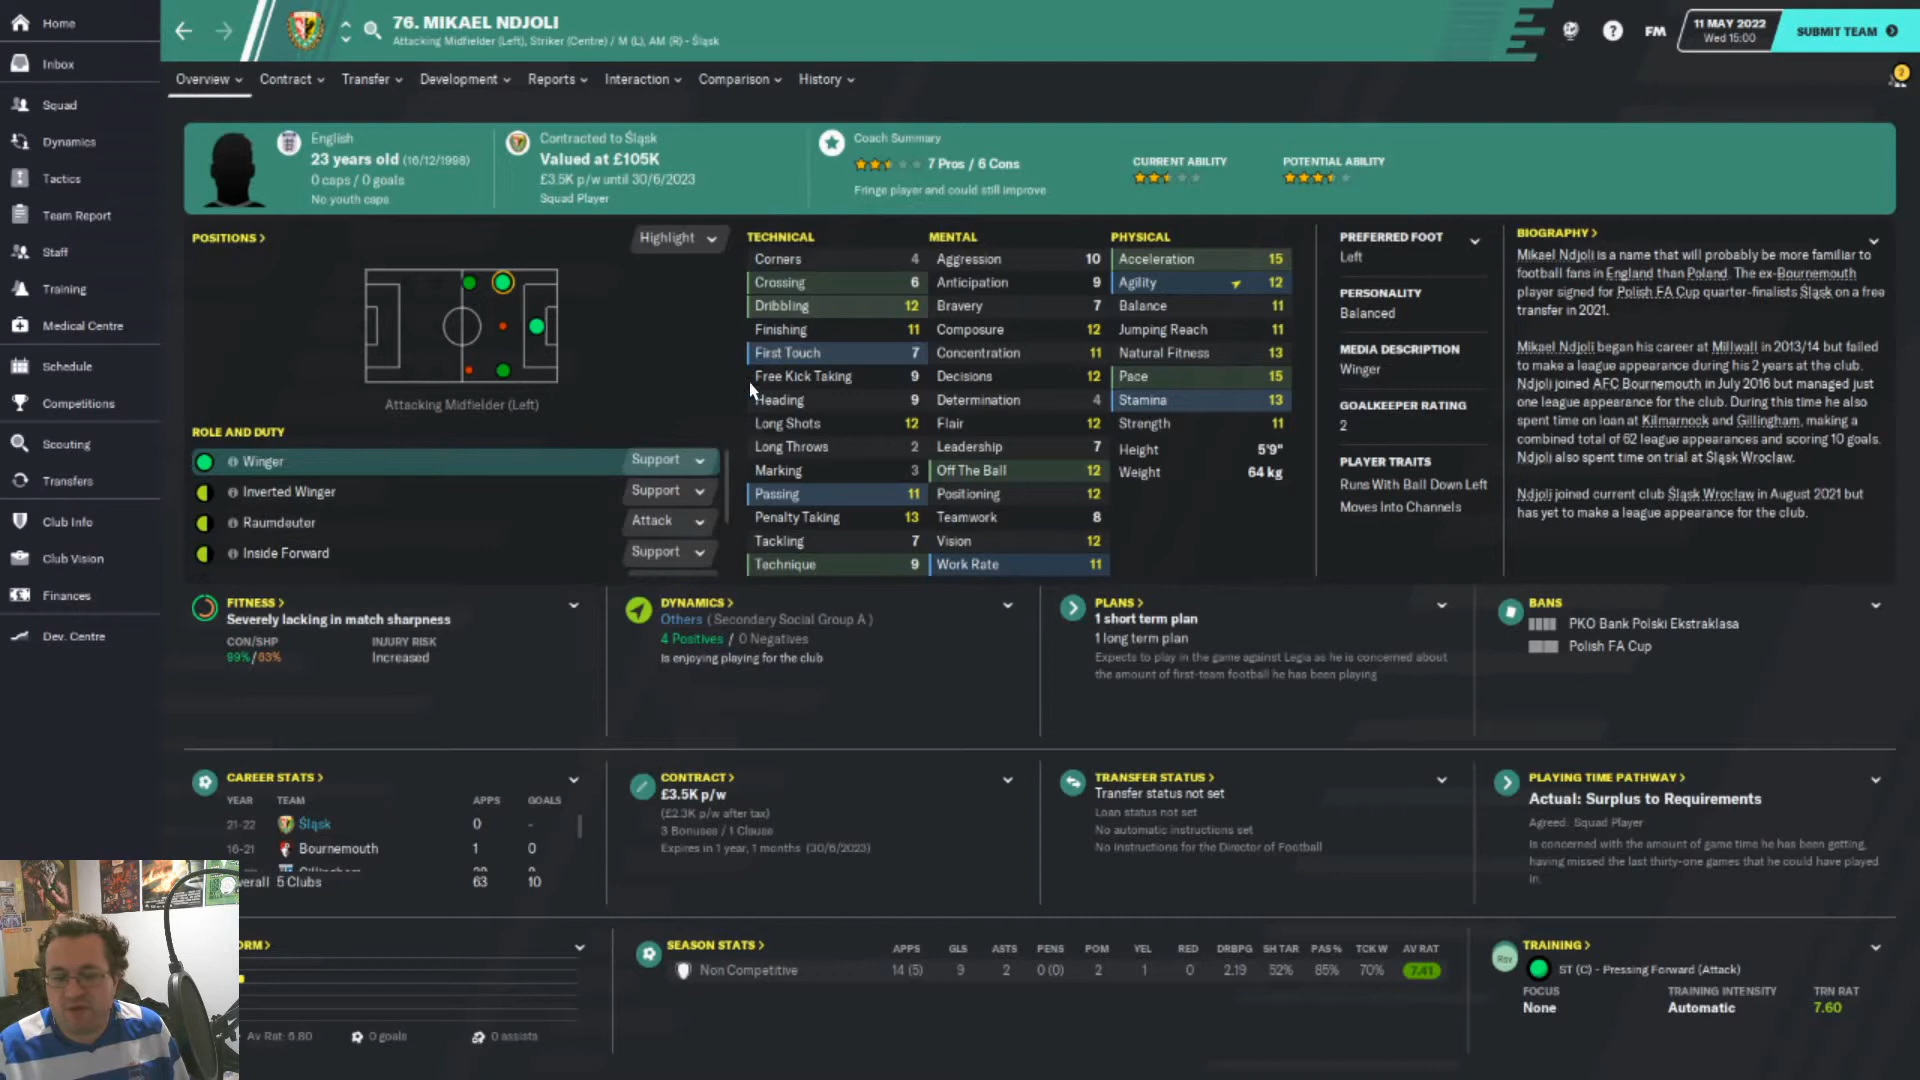 Home
Inbox
Squad
Dynamics
Tactics
Team Report
Staff
Training
Medical Centre
Schedule
Competitions
Scouting
Transfers
Club Info
Club Vision
Finances
Dev. Centre
76. MIKAEL NDJOLI
Attacking Midfielder (Left), Striker (Centre) / M (L), AM (R) - Śląsk
FM
11 MAY 2022
Wed 15:00
SUBMIT TEAM
Overview Contract Transfer Development Reports Interaction Comparison History
English
23 years old (16/12/1998)
0 caps / 0 goals
No youth caps
Contracted to Śląsk
Valued at £105K
£3.5K p/w until 30/6/2023
Squad Player
Coach Summary
7 Pros / 6 Cons
Fringe player and could still improve
CURRENT ABILITY
POTENTIAL ABILITY
POSITIONS >
Highlight
Attacking Midfielder (Left)
ROLE AND DUTY
Winger Support
Inverted Winger Support
Raumdeuter Attack
Inside Forward Support
TECHNICAL
Corners 4
Crossing 6
Dribbling 12
Finishing 11
First Touch 7
Free Kick Taking 9
Heading 9
Long Shots 12
Long Throws 2
Marking 3
Passing 11
Penalty Taking 13
Tackling 7
Technique 9
MENTAL
Aggression 10
Anticipation 9
Bravery 7
Composure 12
Concentration 11
Decisions 12
Determination 4
Flair 12
Leadership 7
Off The Ball 12
Positioning 12
Teamwork 8
Vision 12
Work Rate 11
PHYSICAL
Acceleration 15
Agility 12
Balance 11
Jumping Reach 11
Natural Fitness 13
Pace 15
Stamina 13
Strength 11
Height 5'9"
Weight 64 kg
PREFERRED FOOT
Left
PERSONALITY
Balanced
MEDIA DESCRIPTION
Winger
GOALKEEPER RATING
2
PLAYER TRAITS
Runs With Ball Down Left
Moves Into Channels
BIOGRAPHY >
Mikael Ndjoli is a name that will probably be more familiar to
football fans in England than Poland. The ex-Bournemouth
player signed for Polish FA Cup quarter-finalists Śląsk on a free
transfer in 2021.
Mikael Ndjoli began his career at Millwall in 2013/14 but failed
to make a league appearance during his 2 years at the club.
Ndjoli joined AFC Bournemouth in July 2016 but managed just
one league appearance for the club. During this time he also
spent time on loan at Kilmarnock and Gillingham, making a
combined total of 62 league appearances and scoring 10 goals.
Ndjoli also spent time on trial at Śląsk Wroclaw.
Ndjoli joined current club Śląsk Wroclaw in August 2021 but
has yet to make a league appearance for the club.
FITNESS >
Severely lacking in match sharpness
CON/SHP INJURY RISK
99%/63% Increased
DYNAMICS >
Others (Secondary Social Group A)
4 Positives / 0 Negatives
Is enjoying playing for the club
PLANS >
1 short term plan
1 long term plan
Expects to play in the game against Legia as he is concerned about
the amount of first-team football he has been playing
BANS
PKO Bank Polski Ekstraklasa
Polish FA Cup
CAREER STATS >
YEAR TEAM APPS GOALS
21-22 Śląsk 0 -
16-21 Bournemouth 1 0
Gillingham
verall 5 Clubs 63 10
CONTRACT >
£3.5K p/w
(£2.3K p/w after tax)
3 Bonuses / 1 Clause
Expires in 1 year, 1 months (30/6/2023)
TRANSFER STATUS >
Transfer status not set
Loan status not set
No automatic instructions set
No instructions for the Director of Football
PLAYING TIME PATHWAY >
Actual: Surplus to Requirements
Agreed: Squad Player
Is concerned with the amount of game time he has been getting,
having missed the last thirty-one games that he could have played
in.
ORM >
Av Rat: 6.80 0 goals 0 assists
SEASON STATS >
APPS GLS ASTS PENS POM YEL RED DRBPG SH TAR PAS% TCK W AV RAT
Non Competitive 14 (5) 9 2 0 (0) 2 1 0 2.19 52% 85% 70% 7.41
TRAINING >
Rsv
ST (C) - Pressing Forward (Attack)
FOCUS TRAINING INTENSITY TRN RAT
None Automatic 7.60